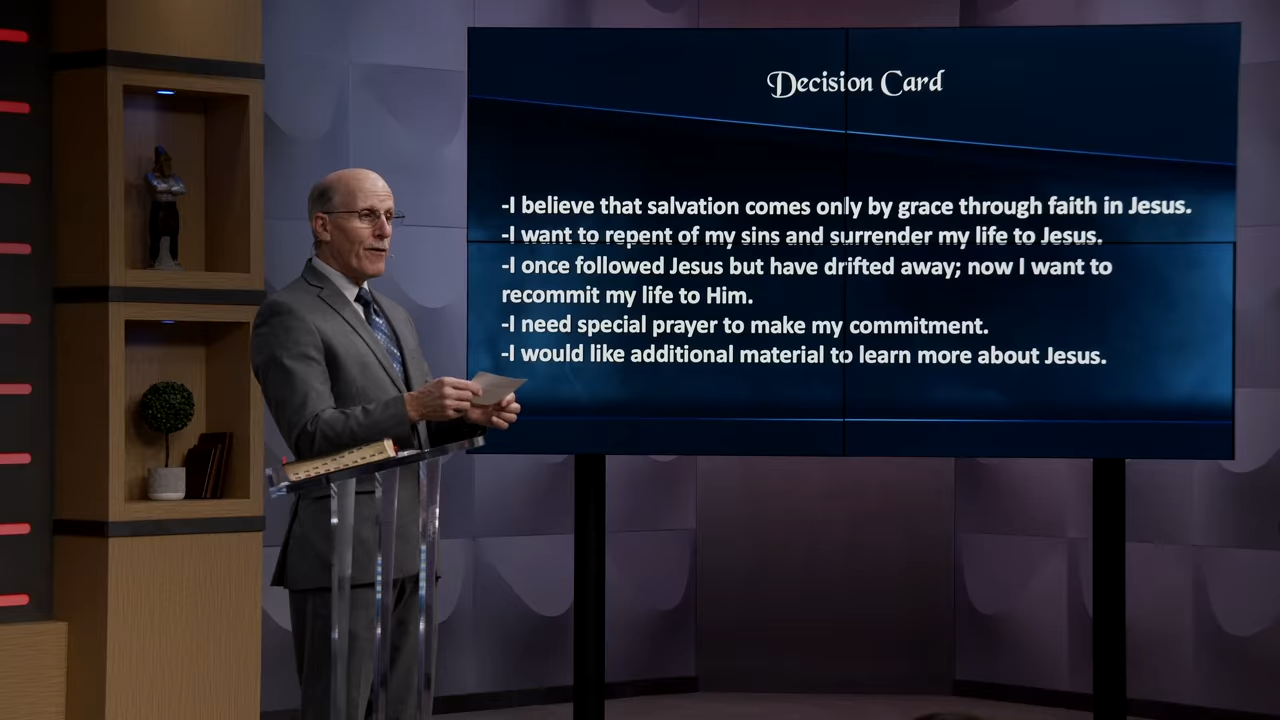 Decision Card
-I believe that salvation comes only by grace through faith in Jesus.
-I want to repent of my sins and surrender my life to Jesus.
-I once followed Jesus but have drifted away; now I want to
recommit my life to Him.
-I need special prayer to make my commitment.
-I would like additional material to learn more about Jesus.